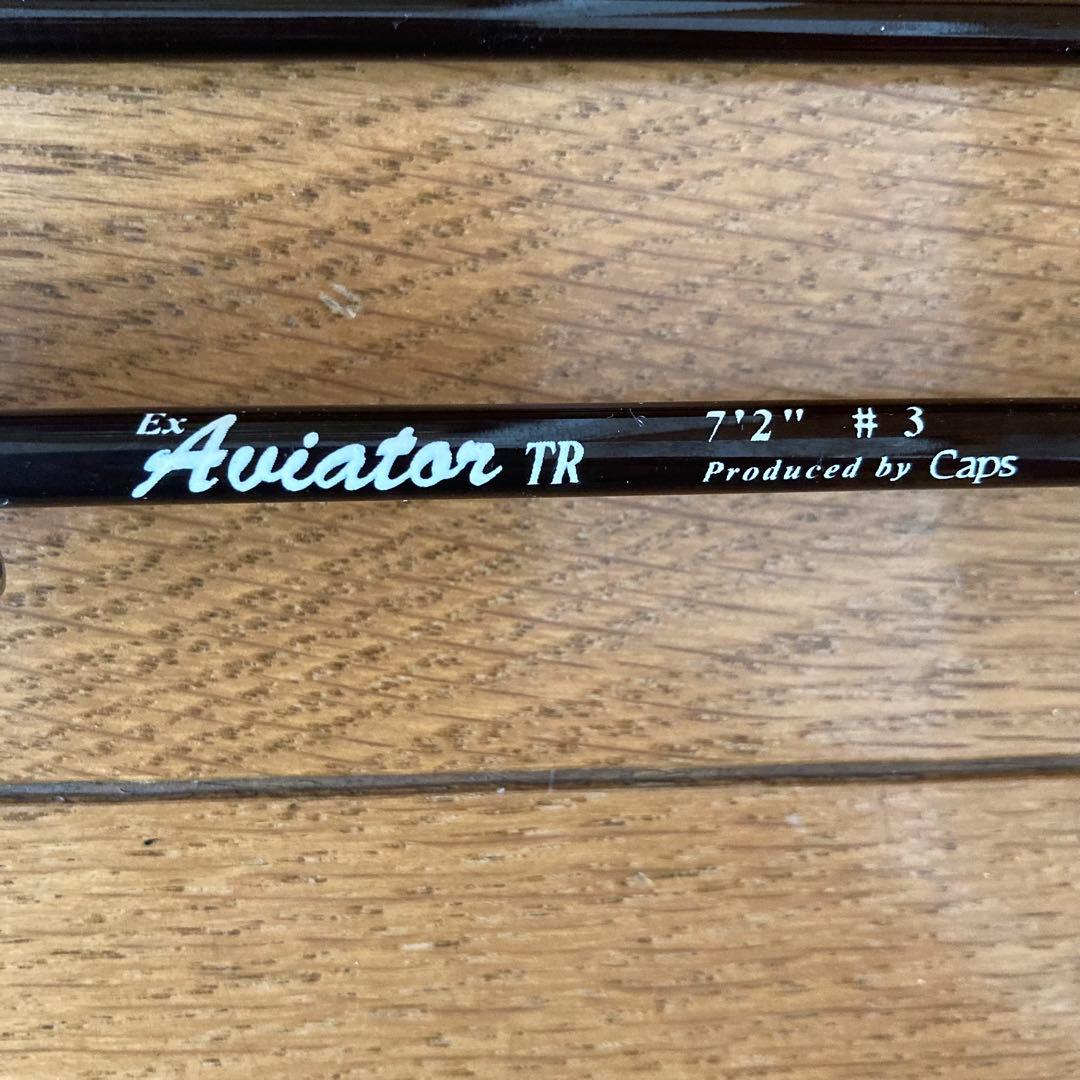 Ex
Aviator TR
7'2" # 3
Produced by Caps